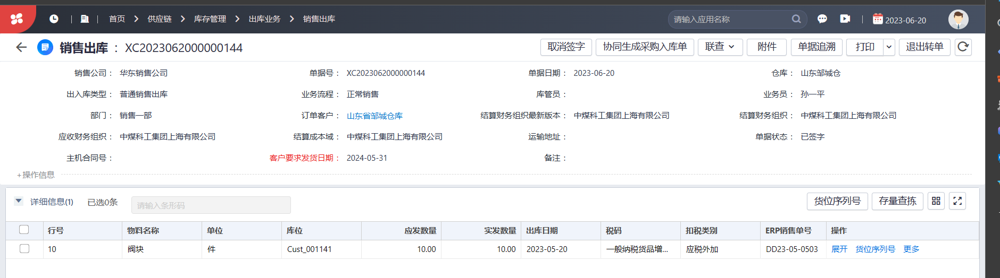 首页 > 供应链 > 库存管理 > 出库业务 > 销售出库 请输入应用名称 2023-06-20
销售出库 : XC2023062000000144 取消签字 协同生成采购入库单 联查 附件 单据追溯 打印 退出转单
销售公司： 华东销售公司 单据号： XC2023062000000144 单据日期： 2023-06-20 仓库： 山东邹城仓
出入库类型： 普通销售出库 业务流程： 正常销售 库管员： 业务员： 孙一平
部门： 销售一部 订单客户： 山东省邹城仓库 结算财务组织最新版本： 中煤科工集团上海有限公司 结算财务组织： 中煤科工集团上海有限公司
应收财务组织： 中煤科工集团上海有限公司 结算成本域： 中煤科工集团上海有限公司 运输地址： 单据状态： 已签字
主机合同号： 客户要求发货日期： 2024-05-31 备注：
+操作信息
详细信息(1) 已选0条 请输入条形码 货位序列号 存量查拣
行号 物料名称 单位 库位 应发数量 实发数量 出库日期 税码 扣税类别 ERP销售单号 操作
10 阀块 件 Cust_001141 10.00 10.00 2023-05-20 一般纳税货品增... 应税外加 DD23-05-0503 展开 货位序列号 更多